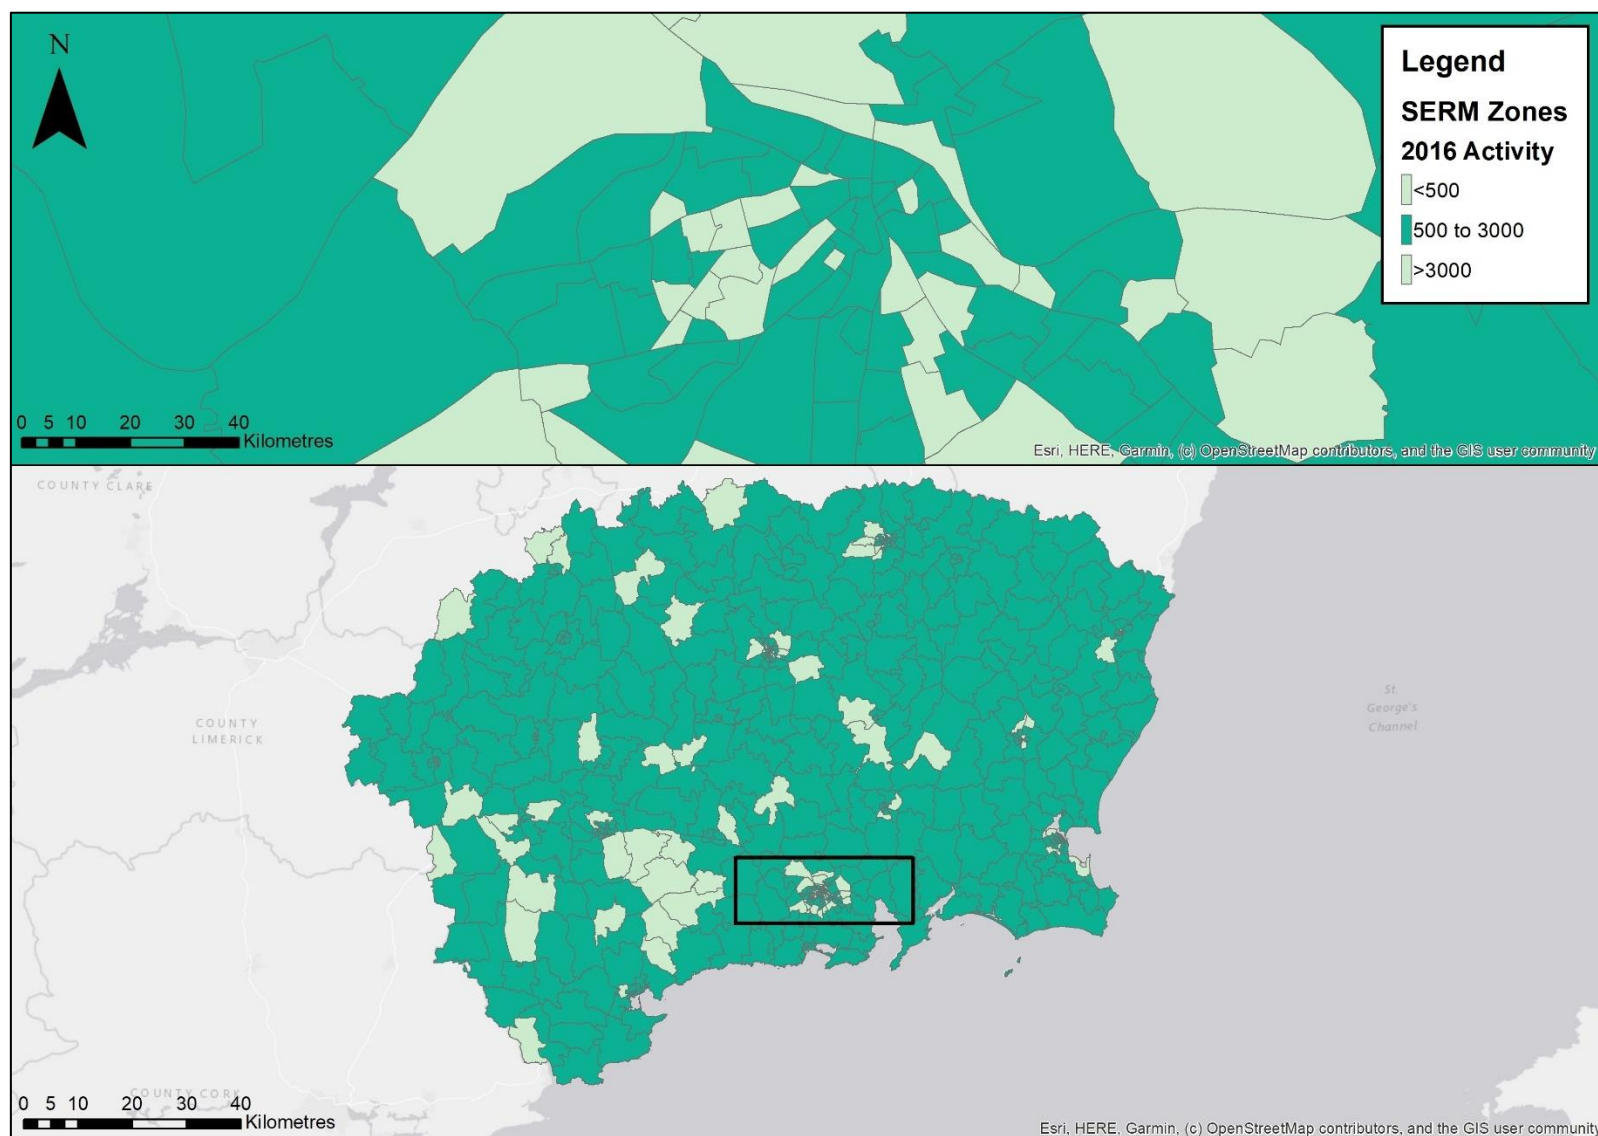 N
Legend
SERM Zones
2016 Activity
<500
500 to 3000
>3000
0 5 10 20 30 40
Kilometres
Esri, HERE, Garmin, (c) OpenStreetMap contributors, and the GIS user community
COUNTY CLARE
COUNTY
LIMERICK
St.
George's
Channel
COUNTY CORK
0 5 10 20 30 40
Kilometres
Esri, HERE, Garmin, (c) OpenStreetMap contributors, and the GIS user community